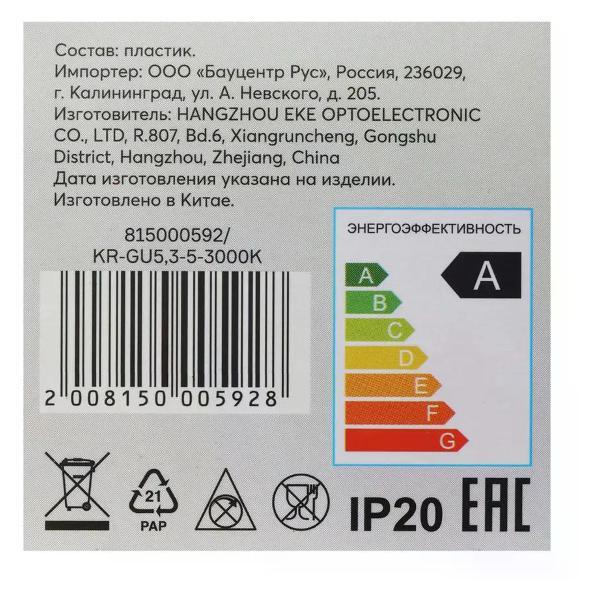 Состав: пластик.
Импортер: ООО «Бауцентр Рус», Россия, 236029,
г. Калининград, ул. А. Невского, д. 205.
Изготовитель: HANGZHOU EKE OPTOELECTRONIC
CO., LTD, R.807, Bd.6, Xiangruncheng, Gongshu
District, Hangzhou, Zhejiang, China
Дата изготовления указана на изделии.
Изготовлено в Китае.
815000592/
KR-GU5,3-5-3000K
2 008150 005928
ЭНЕРГОЭФФЕКТИВНОСТЬ
A
A
B
C
D
E
F
G
21
PAP
IP20
EAC